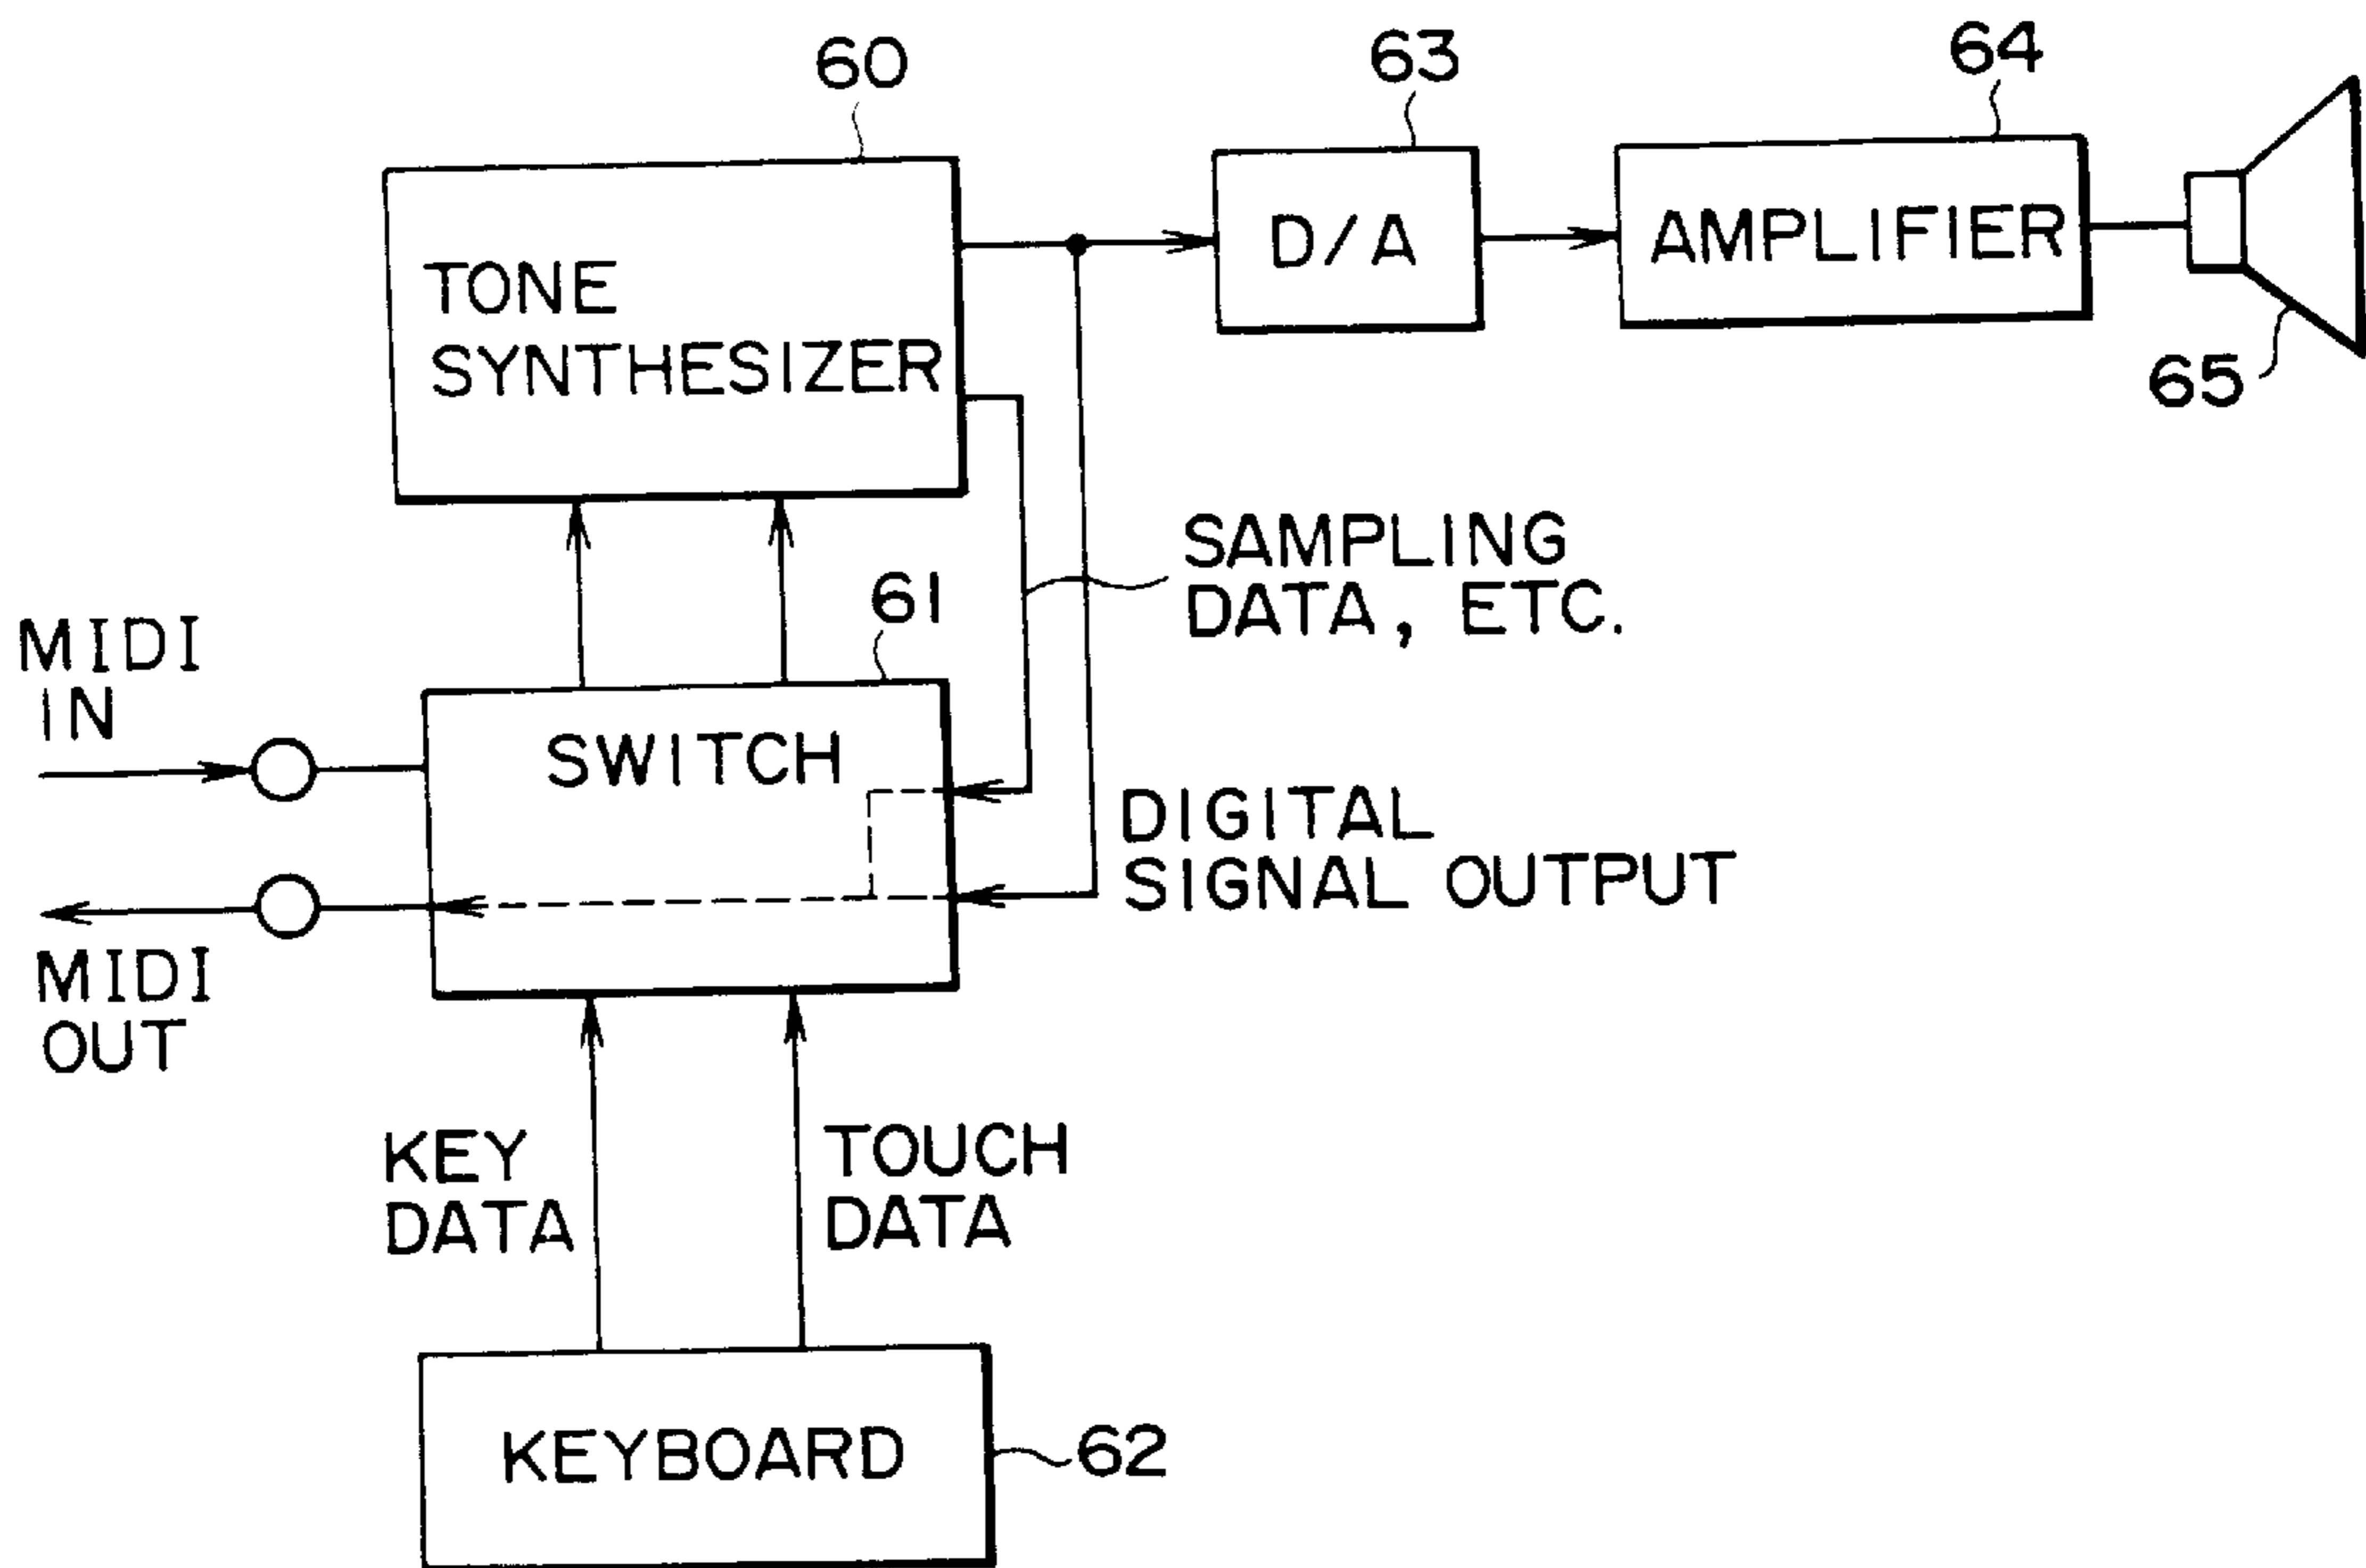 60
63
64
TONE
SYNTHESIZER
D/A
AMPLIFIER
65
SAMPLING
DATA, ETC.
61
MIDI
IN
SWITCH
DIGITAL
SIGNAL OUTPUT
MIDI
OUT
KEY
DATA
TOUCH
DATA
KEYBOARD
62